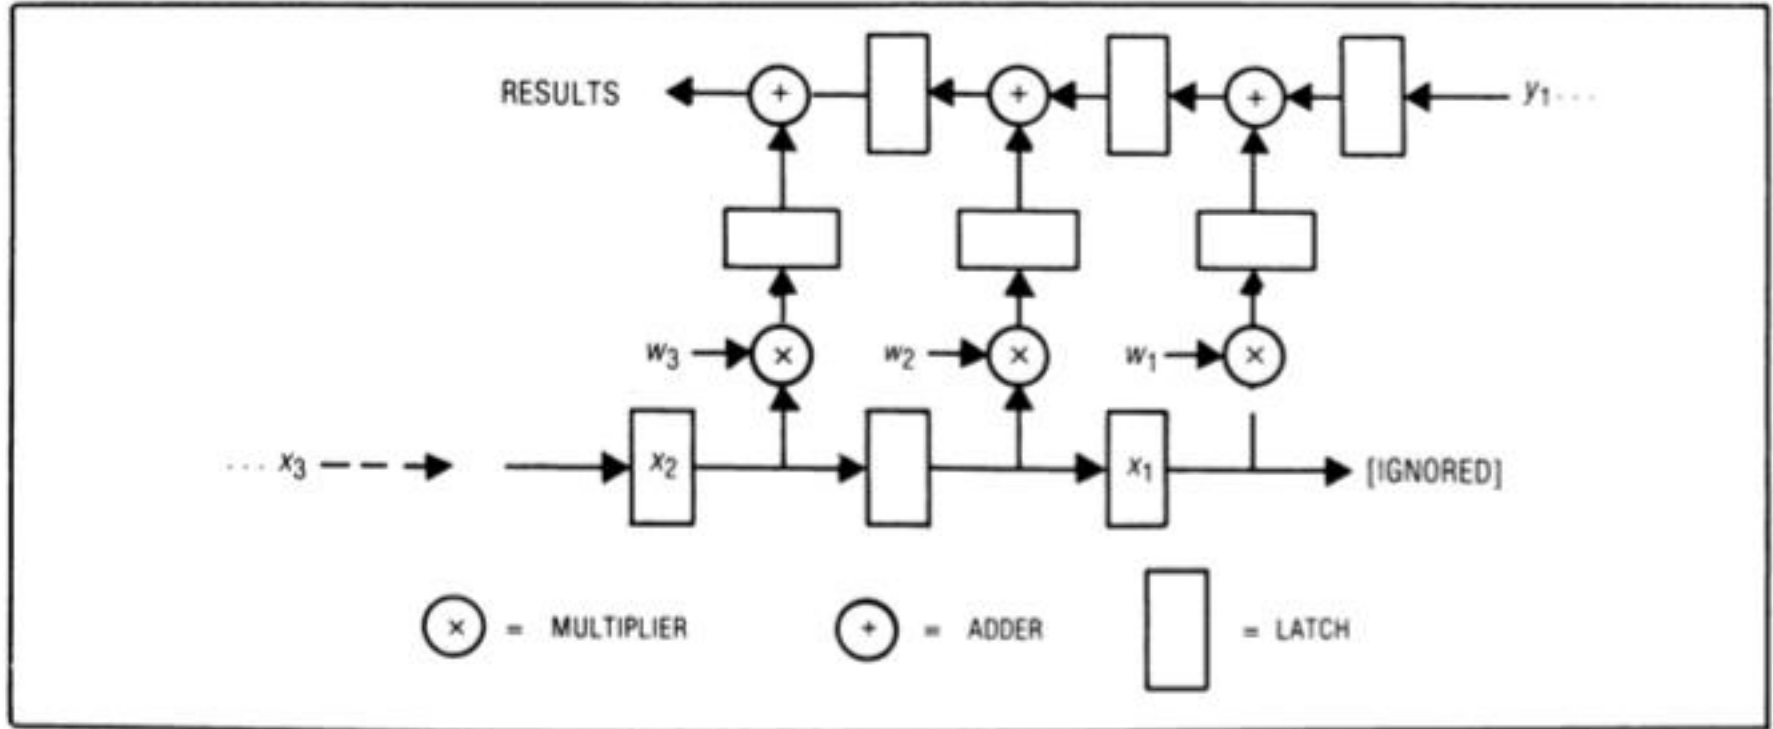 RESULTS + + + y₁ ···
w₃ × w₂ × w₁ ×
··· x₃ x₂ x₁ [IGNORED]
× = MULTIPLIER + = ADDER = LATCH